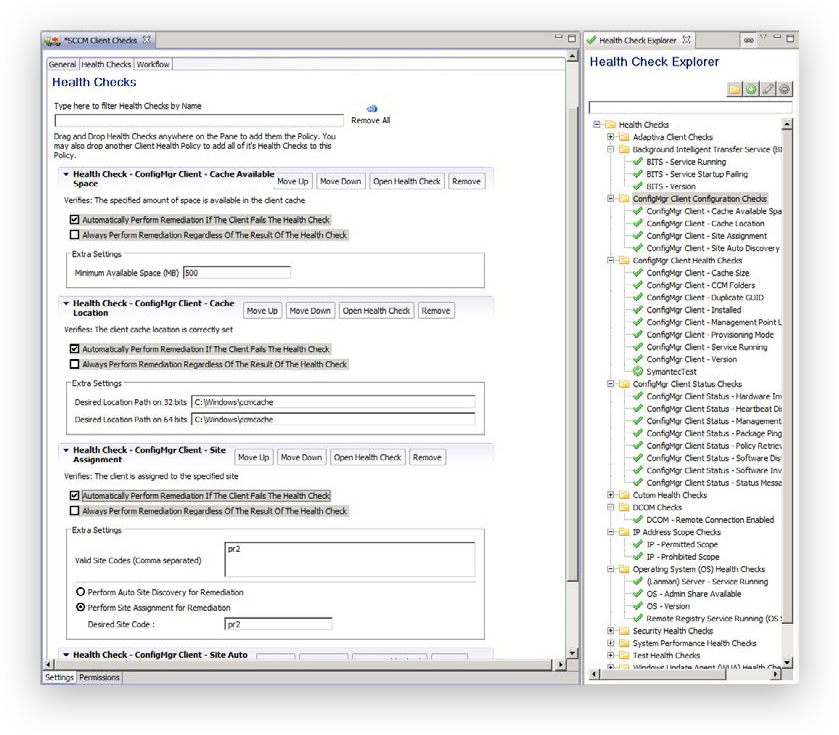 *SCCM Client Checks
General
Health Checks
Workflow
Health Checks
Type here to filter Health Checks by Name
Remove All
Drag and Drop Health Checks anywhere on the Pane to add them the Policy. You
may also drop another Client Health Policy to add all of it's Health Checks to this
Policy.
Health Check - ConfigMgr Client - Cache Available
Space
Move Up
Move Down
Open Health Check
Remove
Verifies: The specified amount of space is available in the client cache
Automatically Perform Remediation If The Client Fails The Health Check
Always Perform Remediation Regardless Of The Result Of The Health Check
Extra Settings
Minimum Available Space (MB) 500
Health Check - ConfigMgr Client - Cache
Location
Move Up
Move Down
Open Health Check
Remove
Verifies: The client cache location is correctly set
Automatically Perform Remediation If The Client Fails The Health Check
Always Perform Remediation Regardless Of The Result Of The Health Check
Extra Settings
Desired Location Path on 32 bits C:\Windows\ccmcache
Desired Location Path on 64 bits C:\Windows\ccmcache
Health Check - ConfigMgr Client - Site
Assignment
Move Up
Move Down
Open Health Check
Remove
Verifies: The client is assigned to the specified site
Automatically Perform Remediation If The Client Fails The Health Check
Always Perform Remediation Regardless Of The Result Of The Health Check
Extra Settings
Valid Site Codes (Comma separated) pr2
Perform Auto Site Discovery for Remediation
Perform Site Assignment for Remediation
Desired Site Code : pr2
Health Check - ConfigMgr Client - Site Auto
Settings
Permissions
Health Check Explorer
Health Check Explorer
Health Checks
Adaptiva Client Checks
Background Intelligent Transfer Service (BI
BITS - Service Running
BITS - Service Startup Failing
BITS - Version
ConfigMgr Client Configuration Checks
ConfigMgr Client - Cache Available Spa
ConfigMgr Client - Cache Location
ConfigMgr Client - Site Assignment
ConfigMgr Client - Site Auto Discovery
ConfigMgr Client Health Checks
ConfigMgr Client - Cache Size
ConfigMgr Client - CCM Folders
ConfigMgr Client - Duplicate GUID
ConfigMgr Client - Installed
ConfigMgr Client - Management Point L
ConfigMgr Client - Provisioning Mode
ConfigMgr Client - Service Running
ConfigMgr Client - Version
SymantecTest
ConfigMgr Client Status Checks
ConfigMgr Client Status - Hardware Inv
ConfigMgr Client Status - Heartbeat Di
ConfigMgr Client Status - Management
ConfigMgr Client Status - Package Ping
ConfigMgr Client Status - Policy Retriev
ConfigMgr Client Status - Software Dis
ConfigMgr Client Status - Software Inv
ConfigMgr Client Status - Status Messa
Cutom Health Checks
DCOM Checks
DCOM - Remote Connection Enabled
IP Address Scope Checks
IP - Permitted Scope
IP - Prohibited Scope
Operating System (OS) Health Checks
(Lanman) Server - Service Running
OS - Admin Share Available
OS - Version
Remote Registry Service Running (OS
Security Health Checks
System Performance Health Checks
Test Health Checks
Windows Update Agent (WUA) Health Che